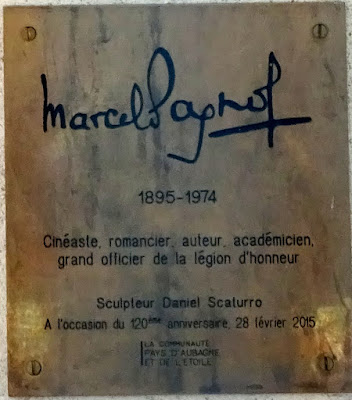 Marcel Pagnol
1895-1974
Cinéaste, romancier, auteur, académicien,
grand officier de la légion d'honneur
Sculpteur Daniel Scaturro
A l'occasion du 120ème anniversaire, 28 février 2015
LA COMMUNAUTÉ
PAYS D'AUBAGNE
ET DE L'ÉTOILE